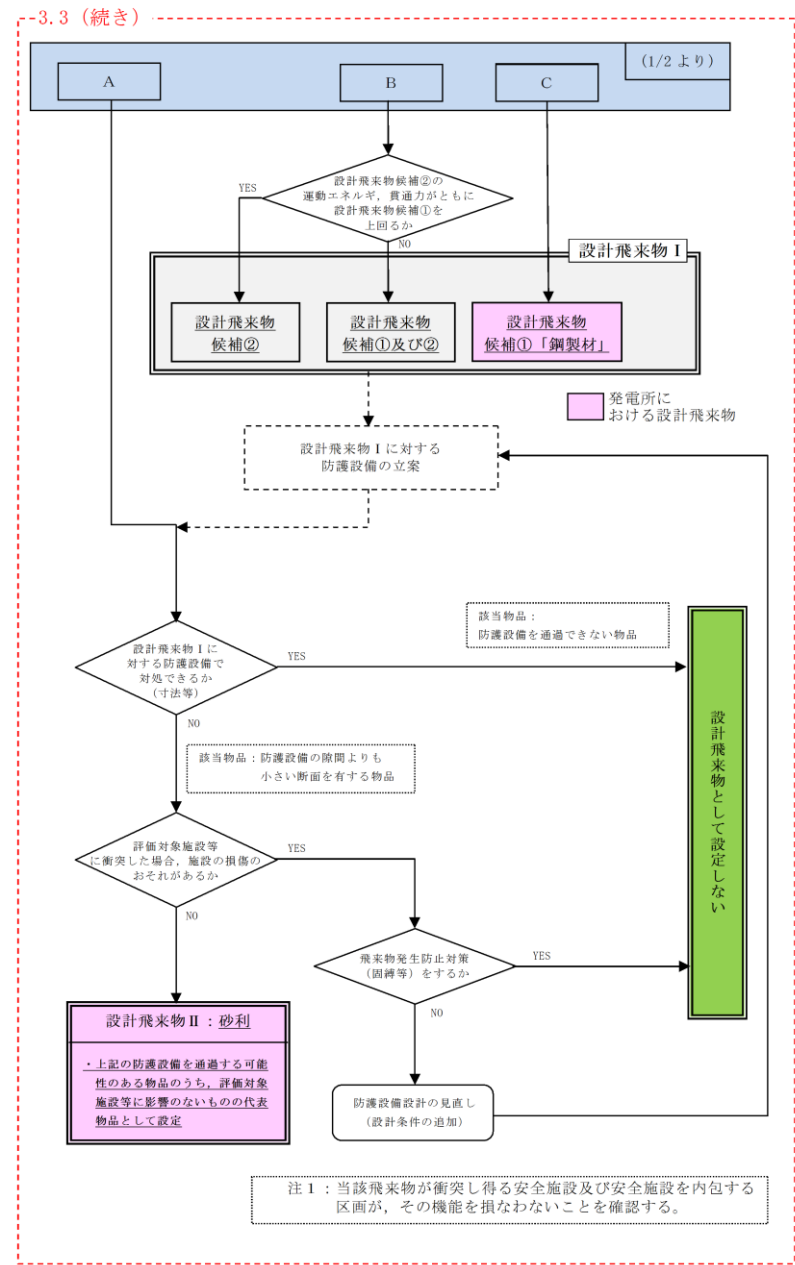 3.3（続き）
（1/2 より）
A
B
C
設計飛来物候補②の
運動エネルギ，貫通力がともに
設計飛来物候補①を
上回るか
YES
NO
設計飛来物Ⅰ
設計飛来物
候補②
設計飛来物
候補①及び②
設計飛来物
候補①「鋼製材」
発電所に
おける設計飛来物
設計飛来物Ⅰに対する
防護設備の立案
該当物品：
防護設備を通過できない物品
設計飛来物Ⅰに
対する防護設備で
対処できるか
（寸法等）
YES
NO
設計飛来物として設定しない
該当物品：防護設備の隙間よりも
小さい断面を有する物品
評価対象施設等
に衝突した場合，施設の損傷の
おそれがあるか
YES
NO
飛来物発生防止対策
（固縛等）をするか
YES
NO
設計飛来物Ⅱ：砂利
・上記の防護設備を通過する可能
性のある物品のうち，評価対象
施設等に影響のないものの代表
物品として設定
防護設備設計の見直し
（設計条件の追加）
注１：当該飛来物が衝突し得る安全施設及び安全施設を内包する
区画が，その機能を損なわないことを確認する。